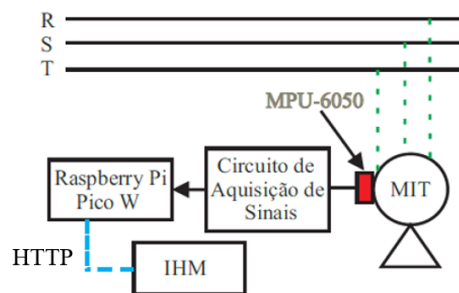 R
S
T
MPU-6050
Raspberry Pi
Pico W
Circuito de
Aquisição de
Sinais
MIT
HTTP
IHM